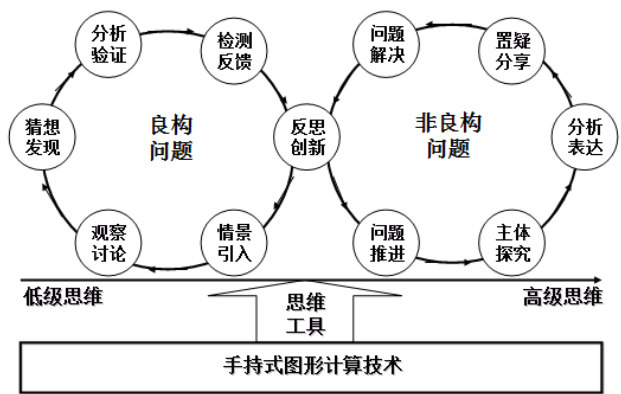 分析
验证
检测
反馈
问题
解决
置疑
分享
猜想
发现
良构
问题
反思
创新
非良构
问题
分析
表达
观察
讨论
情景
引入
问题
推进
主体
探究
低级思维
思维
工具
高级思维
手持式图形计算技术